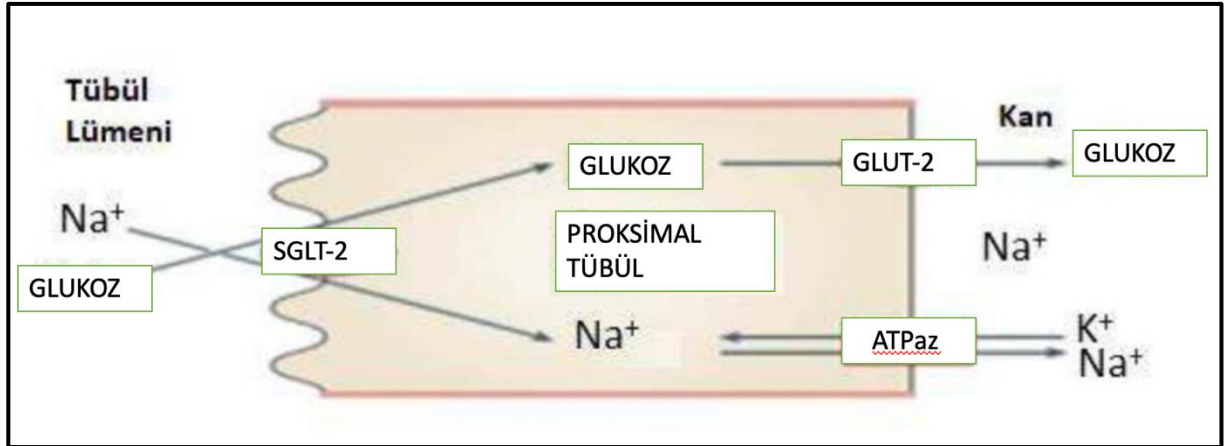 Tübül
Lümeni
Na⁺
GLUKOZ
SGLT-2
GLUKOZ
PROKSİMAL
TÜBÜL
Na⁺
GLUT-2
ATPaz
Kan
GLUKOZ
Na⁺
K⁺
Na⁺